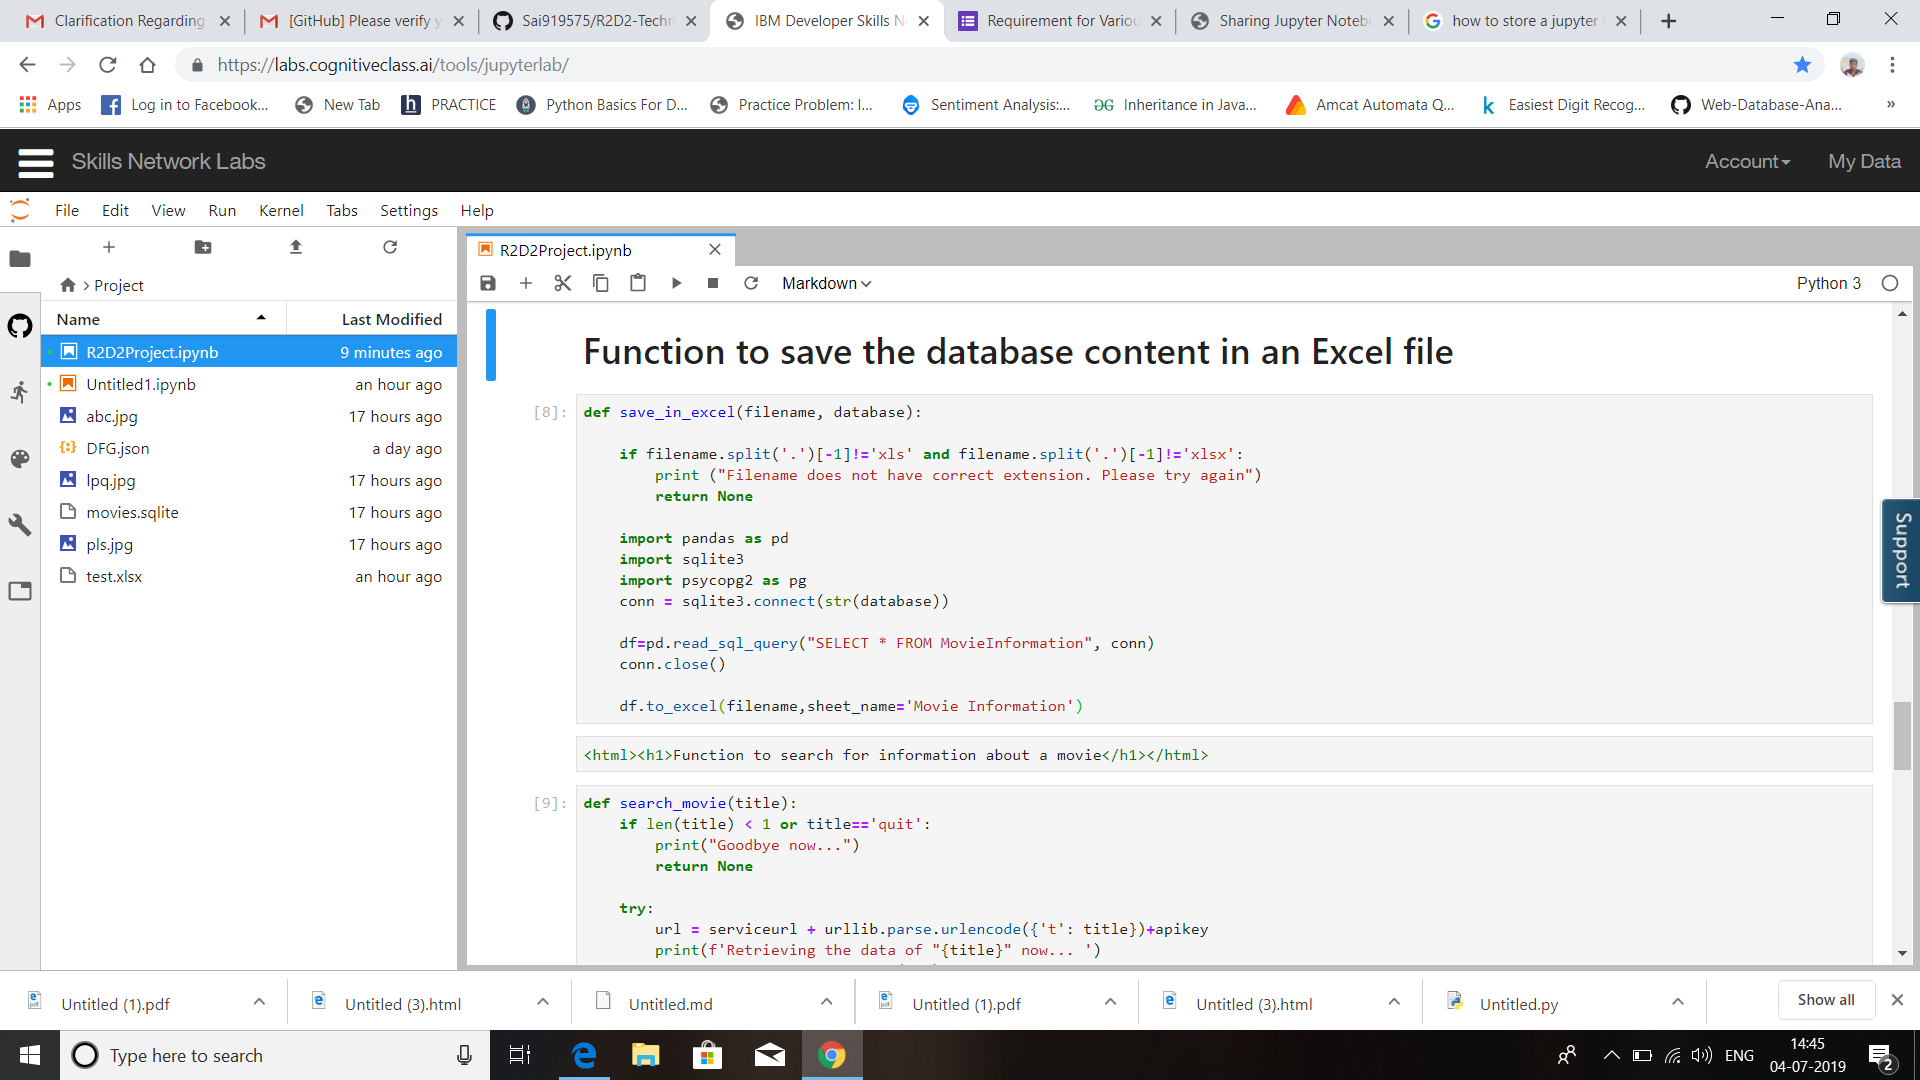 Clarification Regarding
[GitHub] Please verify y
Sai919575/R2D2-Techn
IBM Developer Skills N
Requirement for Variou
Sharing Jupyter Notebo
how to store a jupyter
https://labs.cognitiveclass.ai/tools/jupyterlab/
Apps
Log in to Facebook...
New Tab
PRACTICE
Python Basics For D...
Practice Problem: I...
Sentiment Analysis:...
Inheritance in Java...
Amcat Automata Q...
Easiest Digit Recog...
Web-Database-Ana...
»
Skills Network Labs
Account
My Data
File Edit View Run Kernel Tabs Settings Help
Project
Name Last Modified
R2D2Project.ipynb 9 minutes ago
Untitled1.ipynb an hour ago
abc.jpg 17 hours ago
DFG.json a day ago
lpq.jpg 17 hours ago
movies.sqlite 17 hours ago
pls.jpg 17 hours ago
test.xlsx an hour ago
R2D2Project.ipynb
Markdown
Python 3
Function to save the database content in an Excel file
[8]:
def save_in_excel(filename, database):
if filename.split('.')[-1]!='xls' and filename.split('.')[-1]!='xlsx':
print ("Filename does not have correct extension. Please try again")
return None
import pandas as pd
import sqlite3
import psycopg2 as pg
conn = sqlite3.connect(str(database))
df=pd.read_sql_query("SELECT * FROM MovieInformation", conn)
conn.close()
df.to_excel(filename,sheet_name='Movie Information')
<html><h1>Function to search for information about a movie</h1></html>
[9]:
def search_movie(title):
if len(title) < 1 or title=='quit':
print("Goodbye now...")
return None
try:
url = serviceurl + urllib.parse.urlencode({'t': title})+apikey
print(f'Retrieving the data of "{title}" now... ')
Support
Untitled (1).pdf
Untitled (3).html
Untitled.md
Untitled (1).pdf
Untitled (3).html
Untitled.py
Show all
Type here to search
ENG
14:45
04-07-2019
2